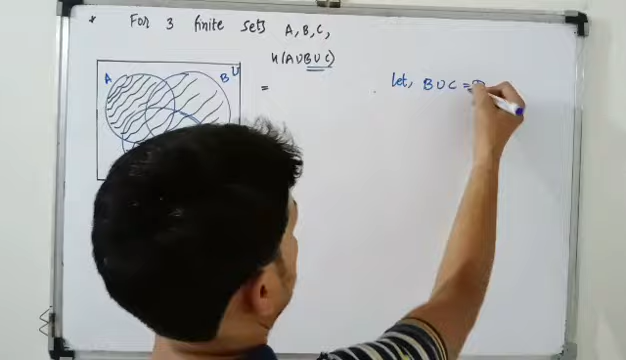 * For 3 finite sets A, B, C,
n(A∪B∪C)
A B U
=
let, B∪C =